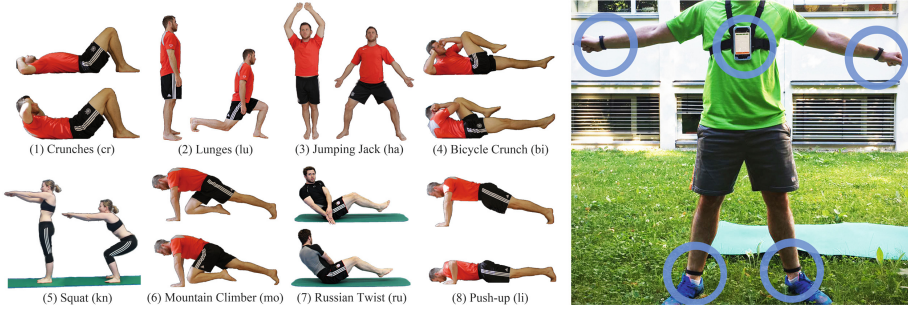 (1) Crunches (cr)
(2) Lunges (lu)
(3) Jumping Jack (ha)
(4) Bicycle Crunch (bi)
(5) Squat (kn)
(6) Mountain Climber (mo)
(7) Russian Twist (ru)
(8) Push-up (li)